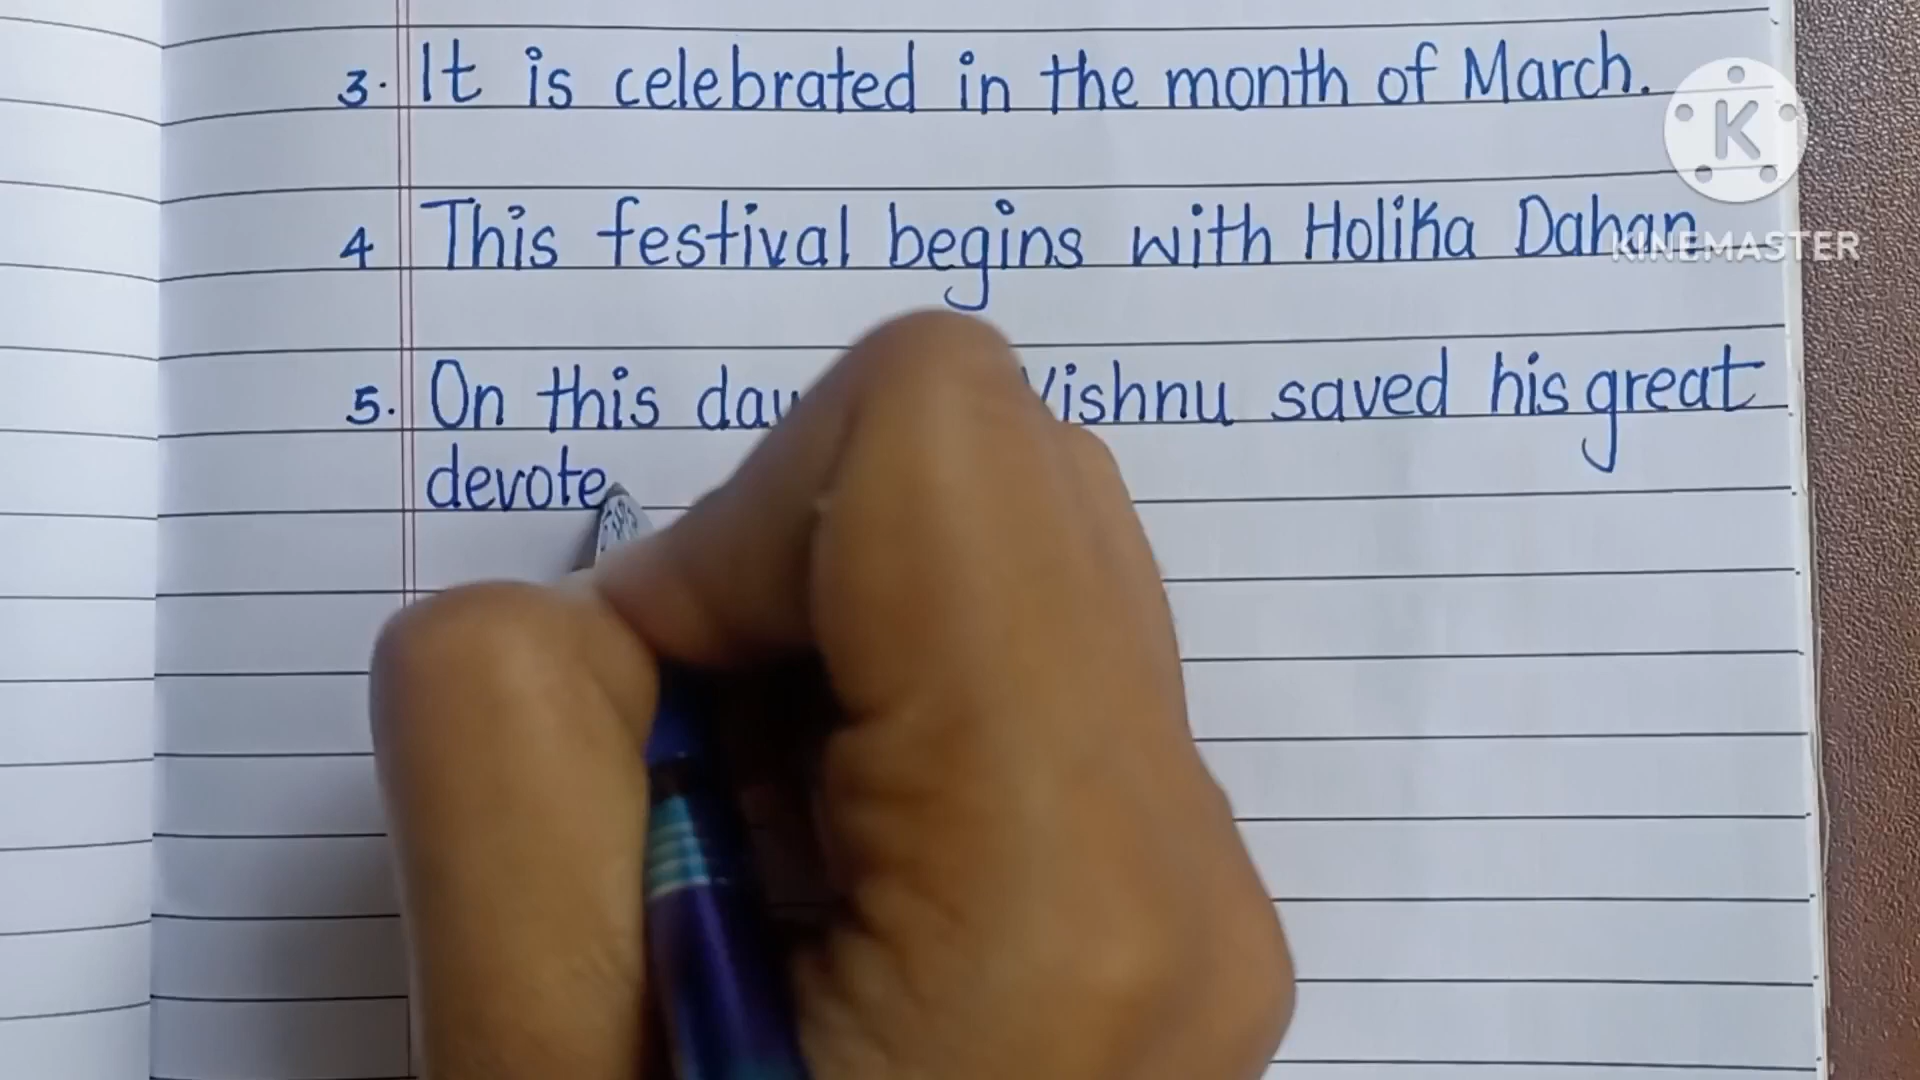 3. It is celebrated in the month of March.
K
4 This festival begins with Holika Dahan
KINEMASTER
5. On this day Vishnu saved his great
devote